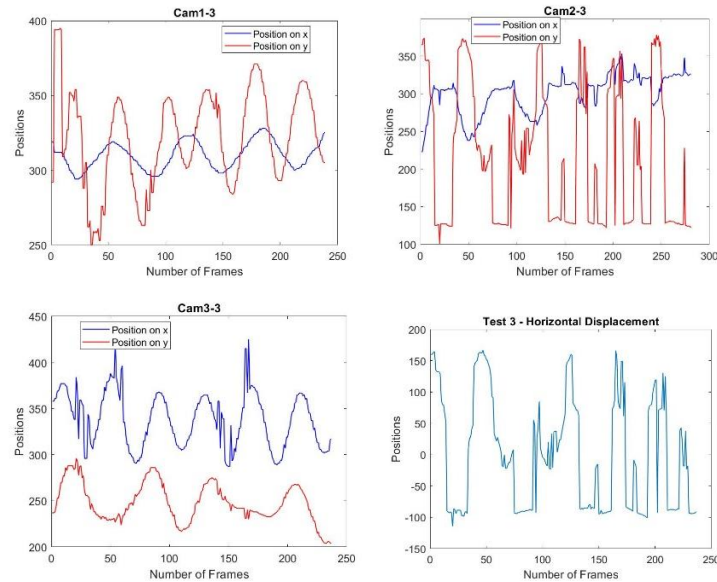 Cam1-3
400
350
300
250
Positions
Position on x
Position on y
0 50 100 150 200 250
Number of Frames
Cam2-3
350
300
250
200
150
100
Positions
Position on x
Position on y
0 50 100 150 200 250 300
Number of Frames
Cam3-3
450
400
350
300
250
200
Positions
Position on x
Position on y
0 50 100 150 200 250
Number of Frames
Test 3 - Horizontal Displacement
200
150
100
50
0
-50
-100
-150
Positions
0 50 100 150 200 250
Number of Frames